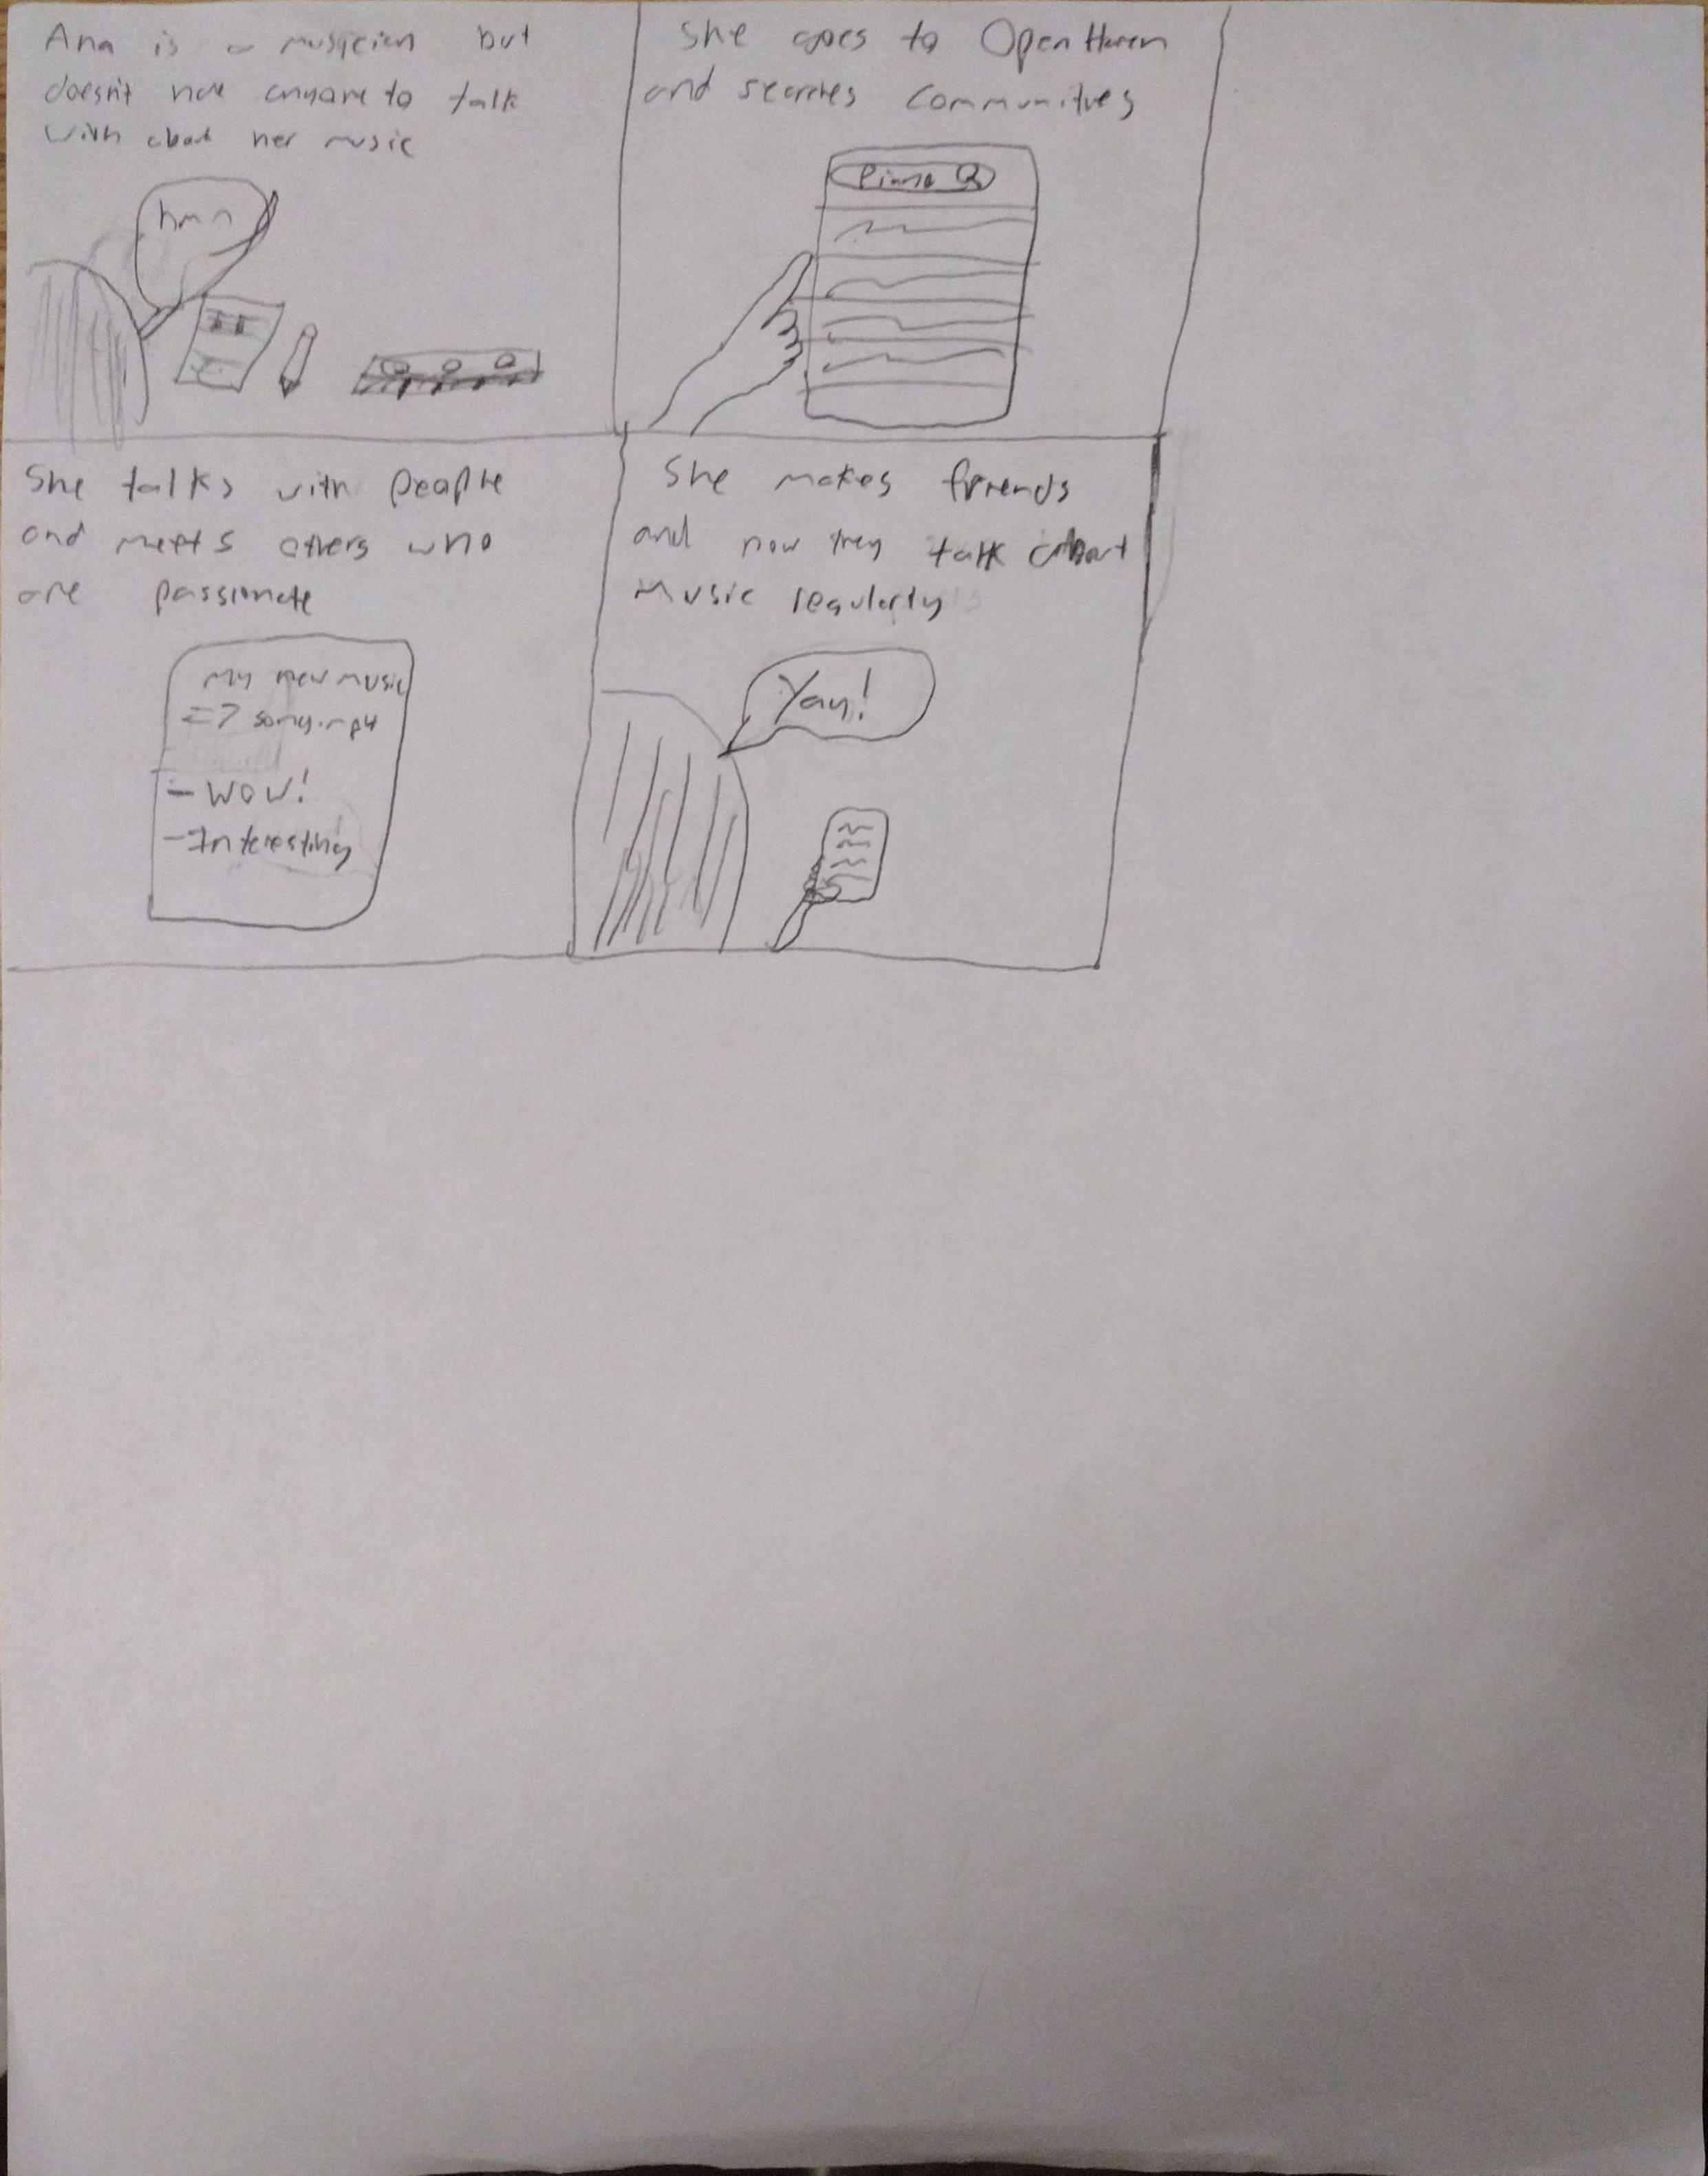 Ana is a musician but
doesn't have anyone to talk
with about her music
hmm
She goes to OpenHaven
and searches communities
Piano
She talks with people
and meets others who
are passionate
My new music
=> song.mp4
- WOW!
- Interesting
She makes friends
and now they talk about
music regularly
Yay!